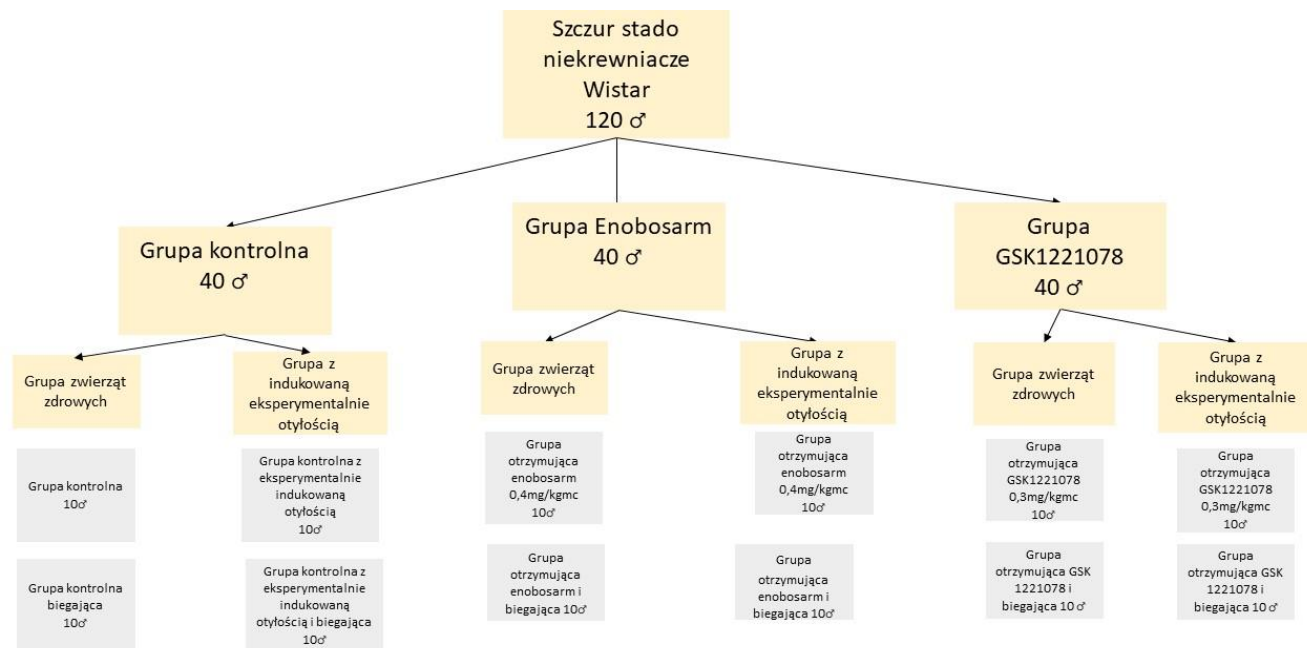 Szczur stado
niekrewniacze
Wistar
120 ♂
Grupa kontrolna
40 ♂
Grupa Enobosarm
40 ♂
Grupa
GSK1221078
40 ♂
Grupa zwierząt
zdrowych
Grupa z
indukowaną
eksperymentalnie
otyłością
Grupa zwierząt
zdrowych
Grupa z
indukowaną
eksperymentalnie
otyłością
Grupa zwierząt
zdrowych
Grupa z
indukowaną
eksperymentalnie
otyłością
Grupa kontrolna
10♂
Grupa kontrolna z
eksperymentalnie
indukowaną
otyłością
10♂
Grupa
otrzymująca
enobosarm
0,4mg/kgmc
10♂
Grupa
otrzymująca
enobosarm
0,4mg/kgmc
10♂
Grupa
otrzymująca
GSK1221078
0,3mg/kgmc
10♂
Grupa
otrzymująca
GSK1221078
0,3mg/kgmc
10♂
Grupa kontrolna
biegająca
10♂
Grupa kontrolna z
eksperymentalnie
indukowaną
otyłością i biegająca
10♂
Grupa
otrzymująca
enobosarm i
biegająca 10♂
Grupa
otrzymująca
enobosarm i
biegająca 10♂
Grupa
otrzymująca GSK
1221078 i
biegająca 10♂
Grupa
otrzymująca GSK
1221078 i
biegająca 10♂